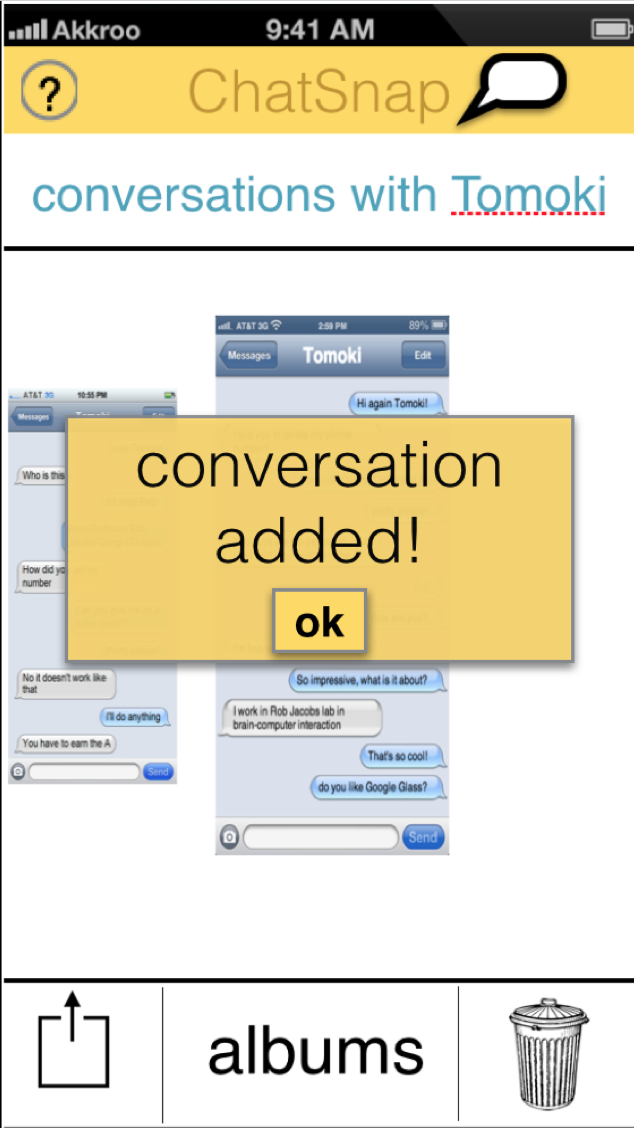 Akkroo 9:41 AM
? ChatSnap
conversations with Tomoki
AT&T 3G 2:59 PM 89%
Messages Tomoki Edit
Hi again Tomoki!
AT&T 3G 10:55 PM
Messages
Who is this
How did yo
number
No it doesn't work like
that
I'll do anything
You have to earn the A
Send
conversation
added!
ok
So impressive, what is it about?
I work in Rob Jacobs lab in
brain-computer interaction
That's so cool!
do you like Google Glass?
Send
albums